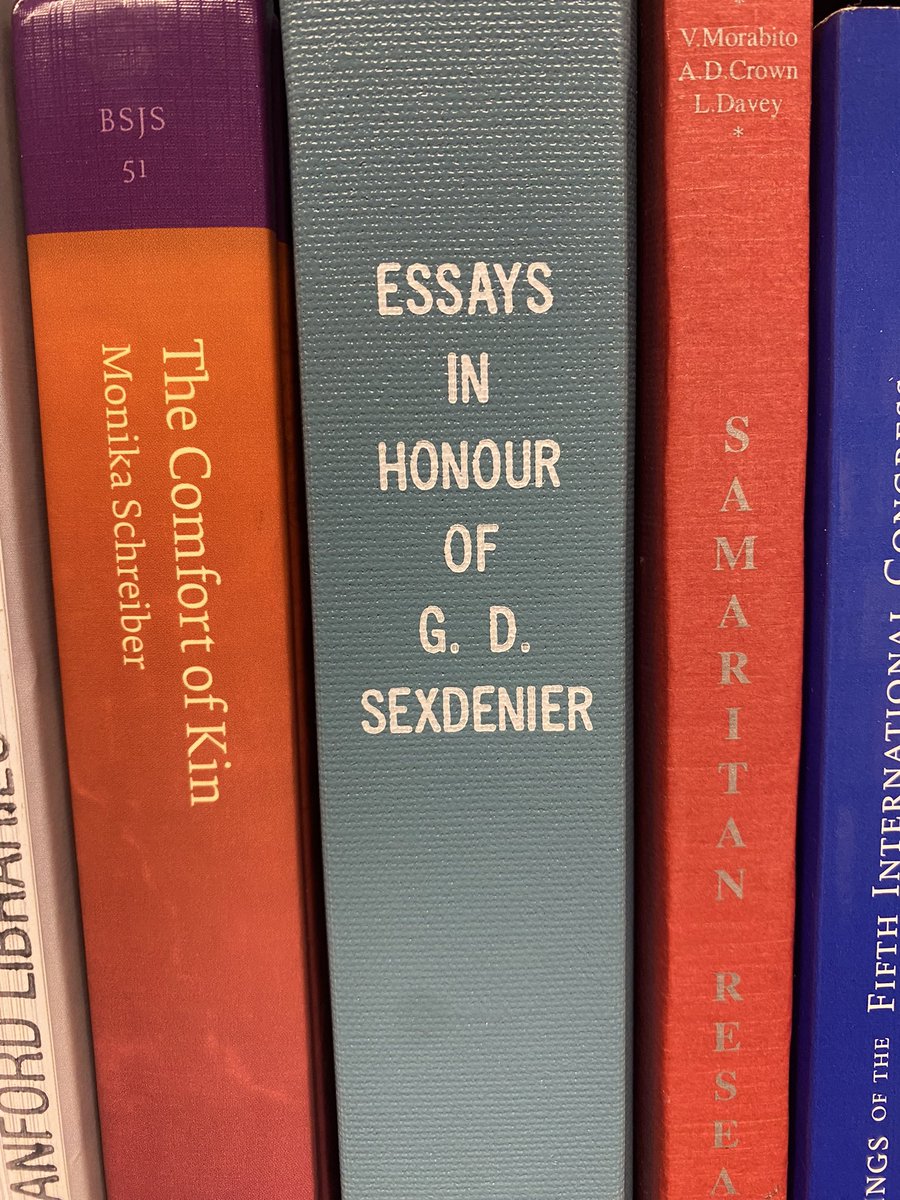 ANFORD LIBRARIES
BSJS
51
The Comfort of Kin
Monika Schreiber
ESSAYS
IN
HONOUR
OF
G. D.
SEXDENIER
*
V.Morabito
A.D.Crown
L.Davey
*
SAMARITAN RESEA
NGS OF THE FIFTH INTERNATIONAL CONGRESS